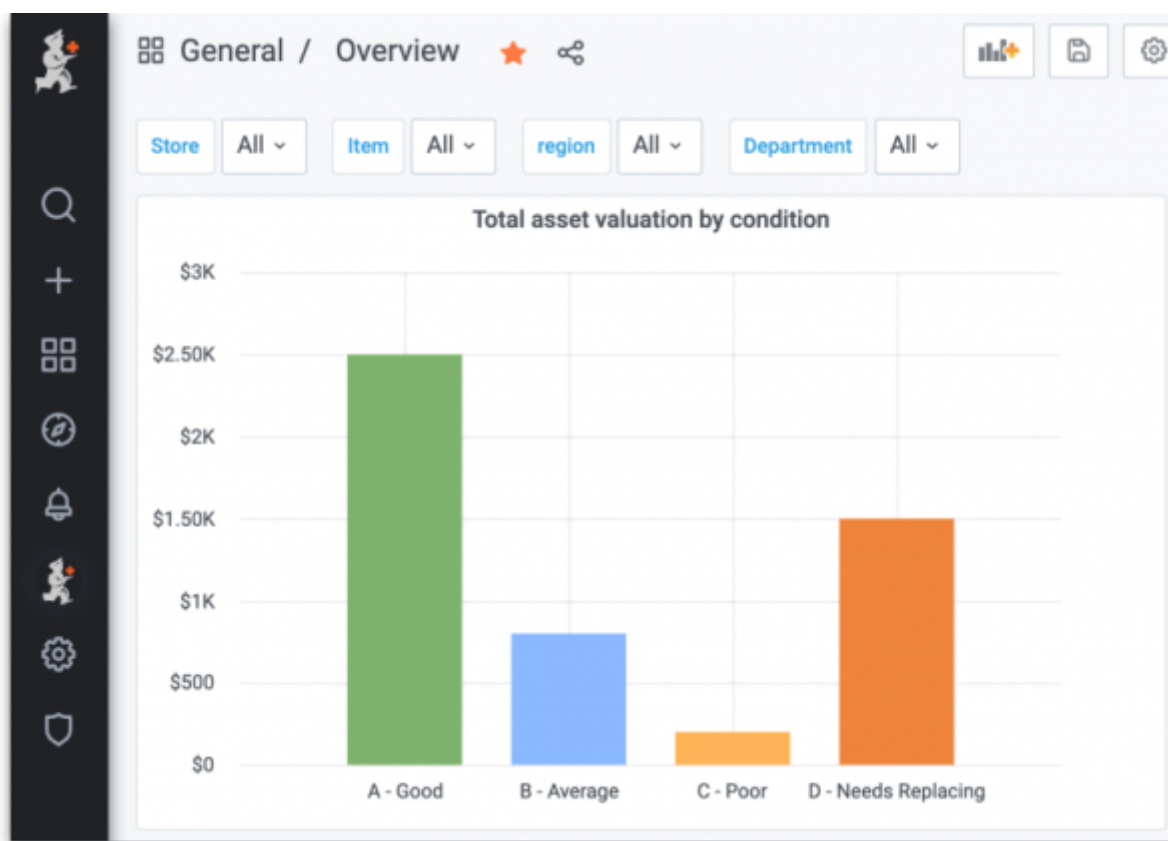 General / Overview
Store All Item All region All Department All
Total asset valuation by condition
$3K
$2.50K
$2K
$1.50K
$1K
$500
$0
A - Good B - Average C - Poor D - Needs Replacing